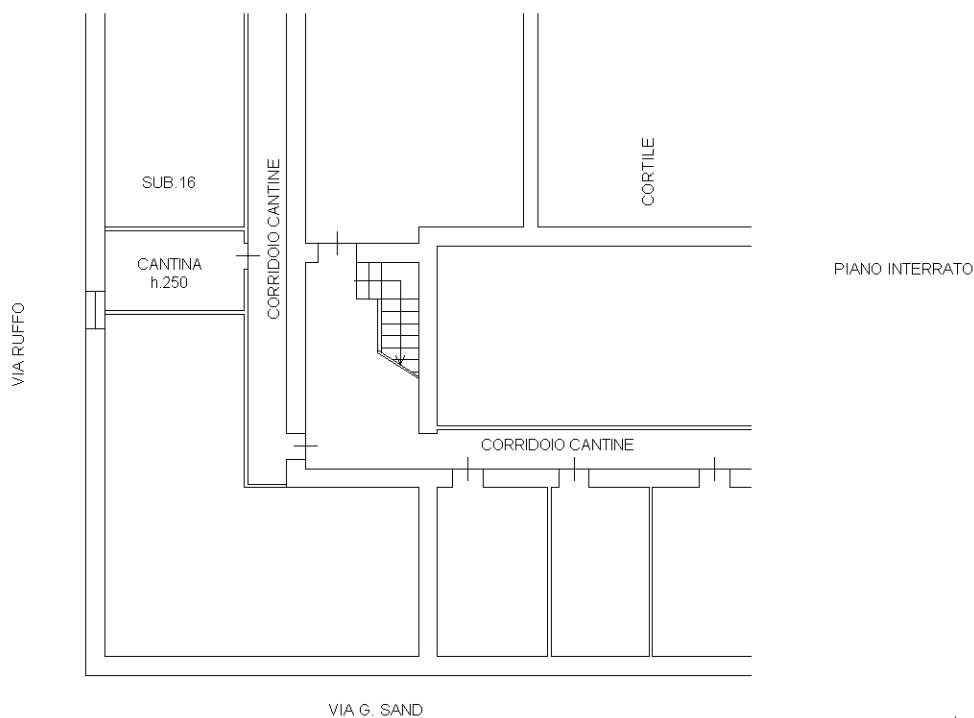 SUB.16
CORRIDOIO CANTINE
CORTILE
CANTINA
h.250
PIANO INTERRATO
VIA RUFFO
CORRIDOIO CANTINE
VIA G. SAND